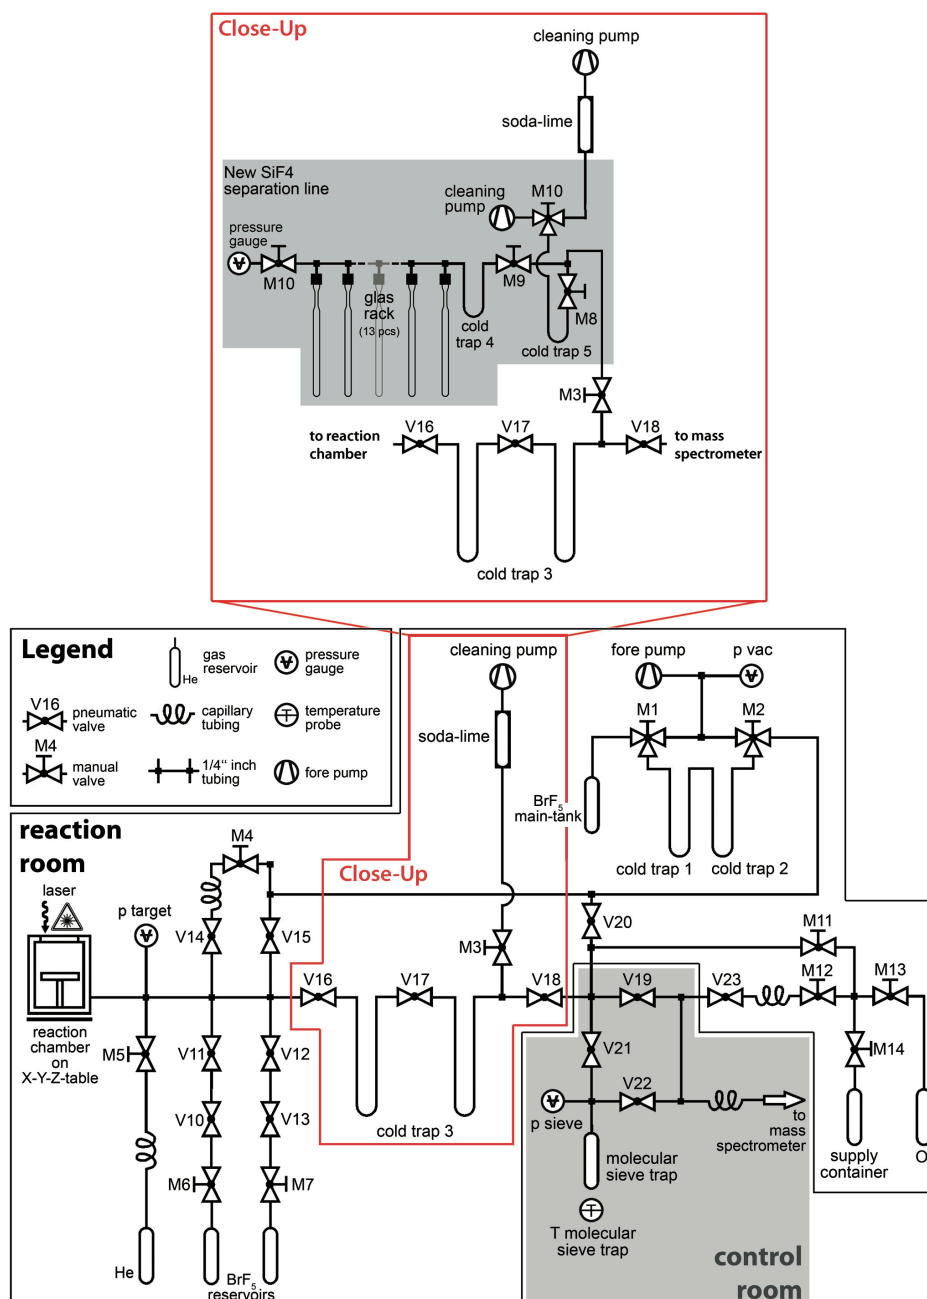 Close-Up
cleaning pump
soda-lime
New SiF4
separation line
cleaning
pump
M10
pressure
gauge
M10
M9
M8
glas
rack
(13 pcs)
cold
trap 4
cold trap 5
M3
V16
V17
V18
to reaction
chamber
to mass
spectrometer
cold trap 3
Legend
He
gas
reservoir
pressure
gauge
V16
pneumatic
valve
capillary
tubing
temperature
probe
M4
manual
valve
1/4“ inch
tubing
fore pump
cleaning pump
soda-lime
fore pump
p vac
M1
M2
BrF5
main-tank
cold trap 1
cold trap 2
reaction
room
Close-Up
M4
laser
p target
V14
V15
M3
V20
M11
V16
V17
V18
V19
V23
M12
M13
reaction
chamber
on
X-Y-Z-table
M5
V11
V12
V21
M14
V10
V13
V22
p sieve
cold trap 3
to
mass
spectrometer
M6
M7
molecular
sieve trap
supply
container
O
T molecular
sieve trap
He
BrF5
reservoirs
control
room